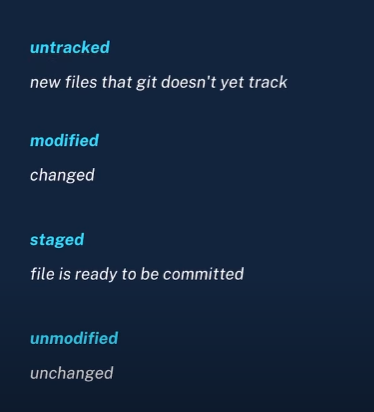 untracked
new files that git doesn't yet track
modified
changed
staged
file is ready to be committed
unmodified
unchanged